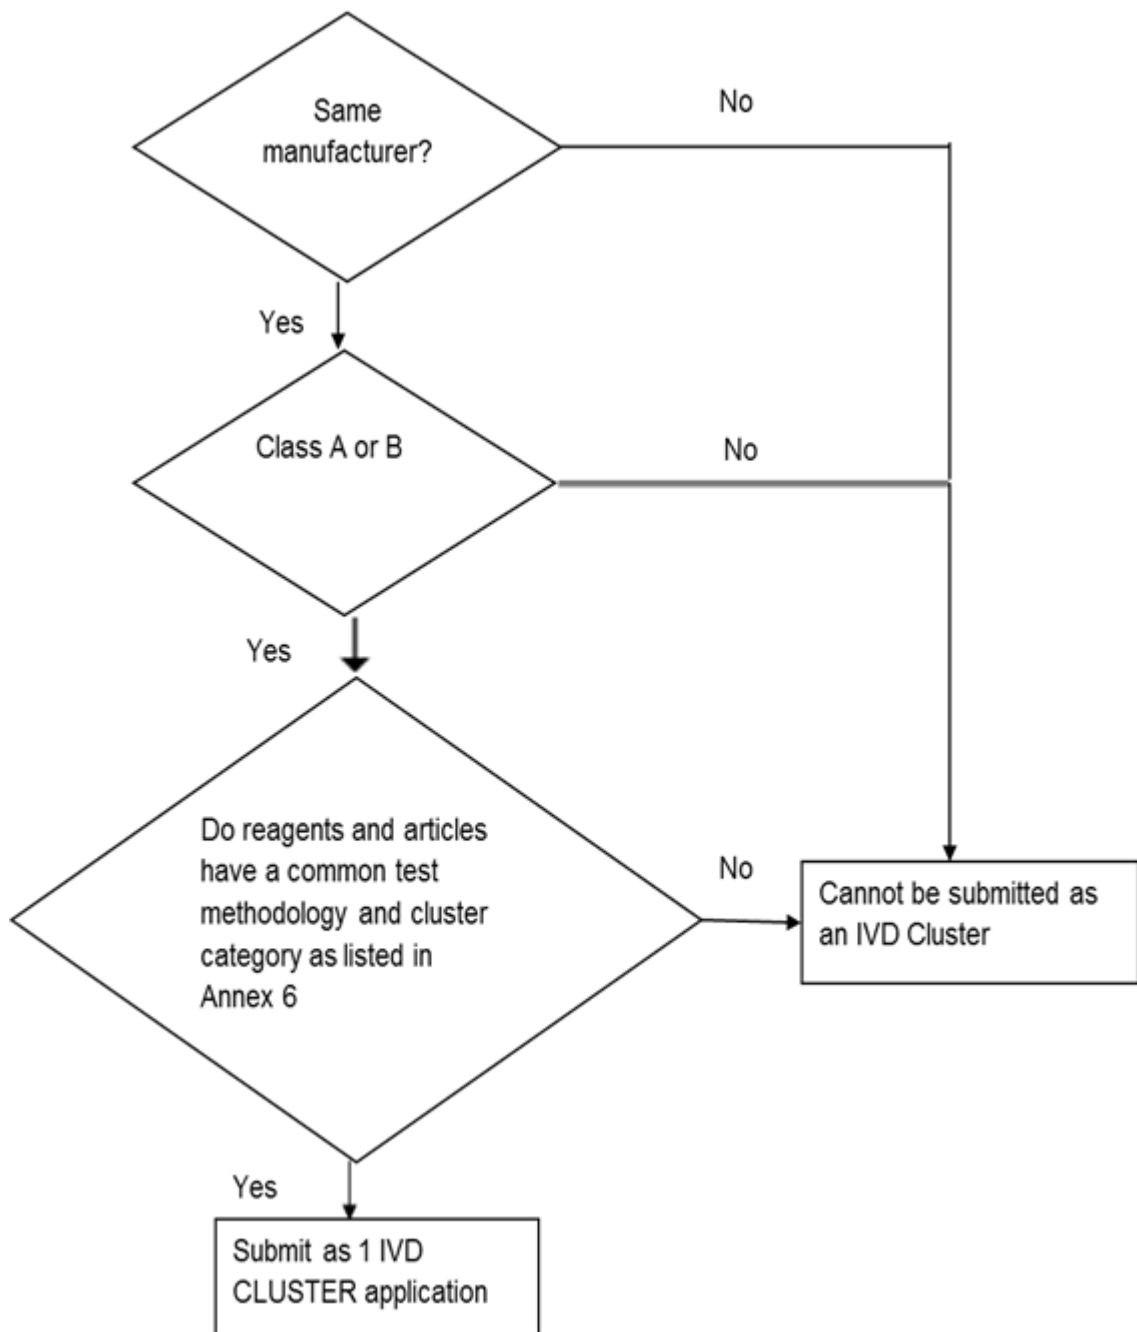 Same
manufacturer?
No
Yes
Class A or B
No
Yes
Do reagents and articles
have a common test
methodology and cluster
category as listed in
Annex 6
No
Cannot be submitted as
an IVD Cluster
Yes
Submit as 1 IVD
CLUSTER application